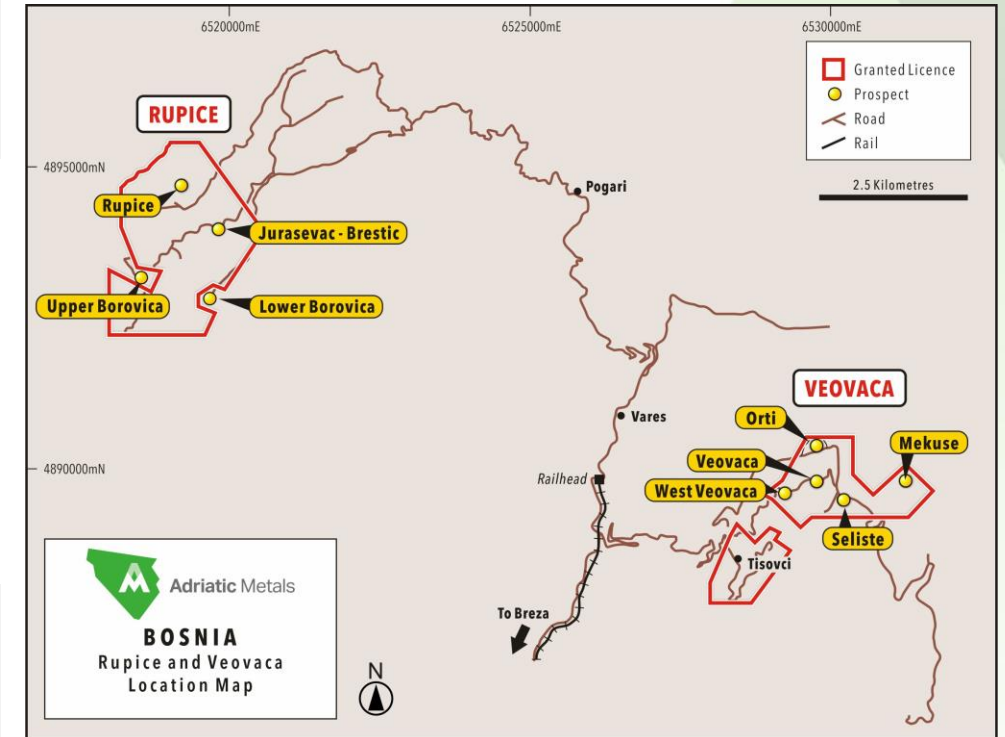 6520000mE
6525000mE
6530000mE
RUPICE
Granted Licence
Prospect
Road
Rail
2.5 Kilometres
4895000mN
Pogari
Rupice
Jurasevac - Brestic
Upper Borovica
Lower Borovica
VEOVACA
Vares
Orti
Mekuse
Veovaca
4890000mN
Railhead
West Veovaca
Seliste
Tisovci
To Breza
Adriatic Metals
BOSNIA
Rupice and Veovaca
Location Map
N